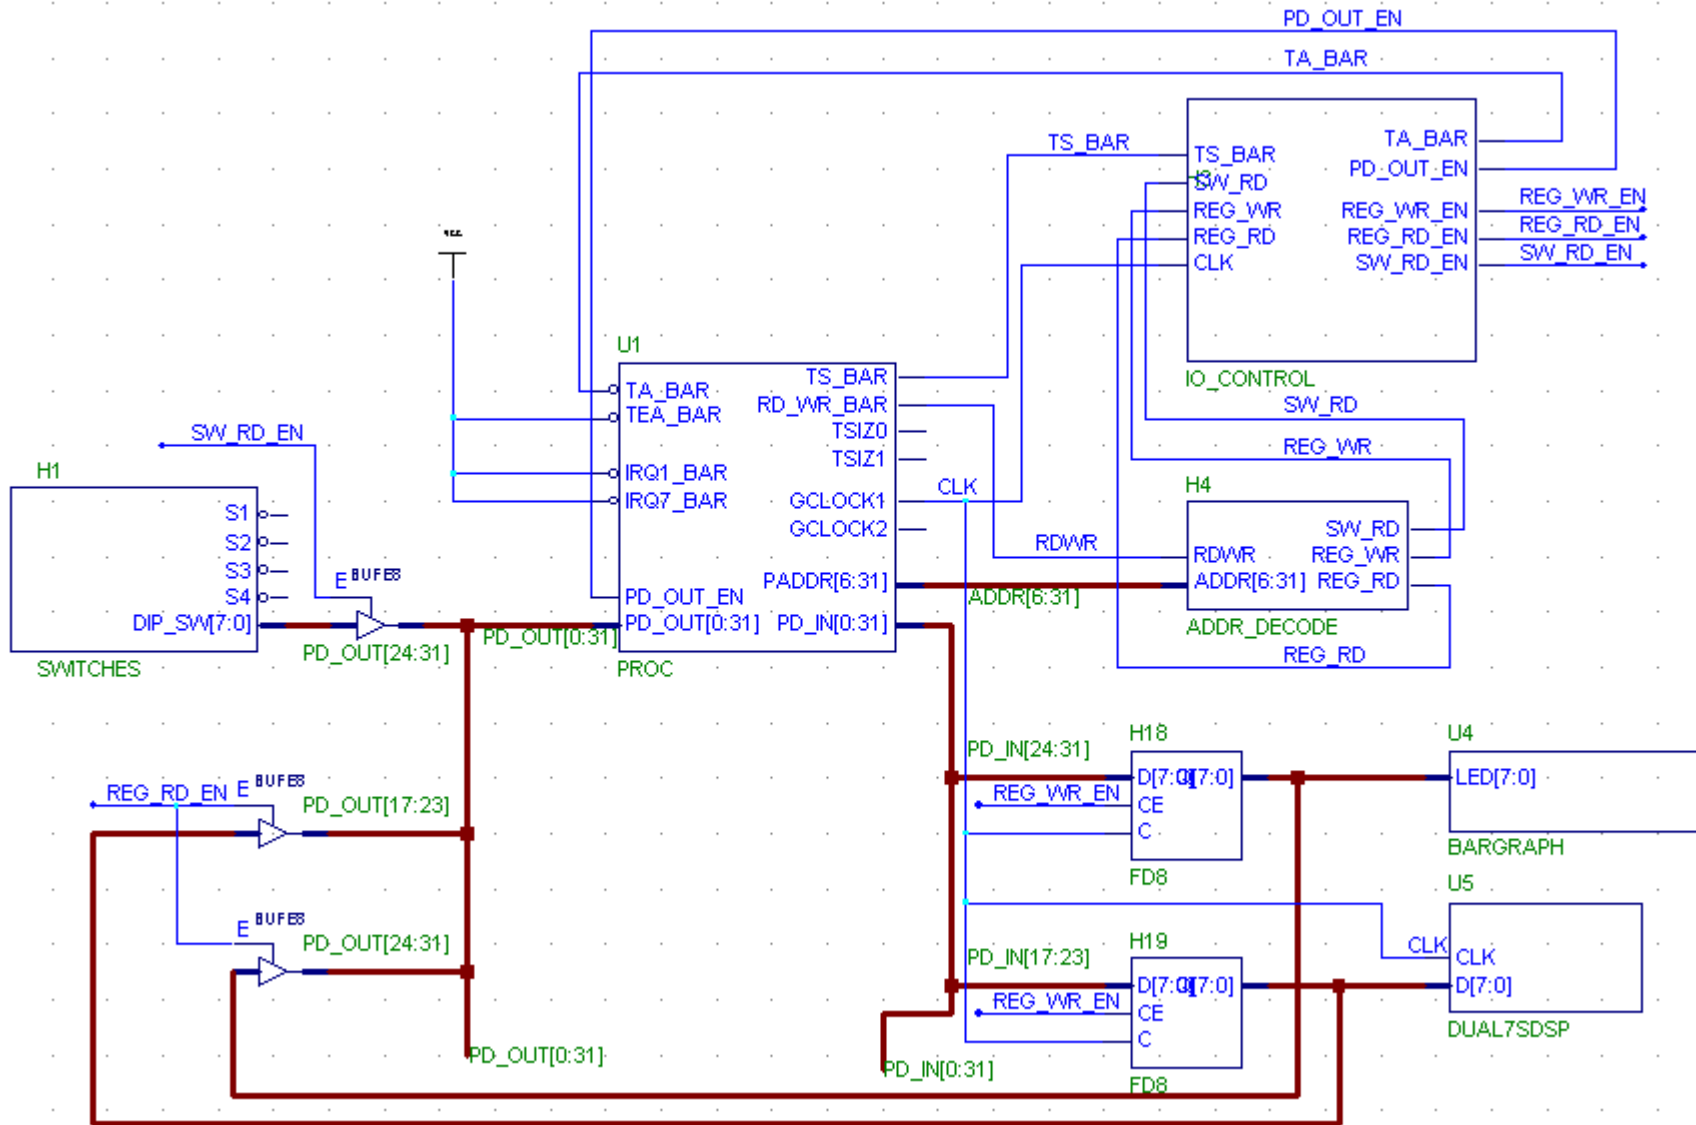 PD_OUT_EN
TA_BAR
TS_BAR
TS_BAR
SW_RD
REG_WR
REG_RD
CLK
TA_BAR
PD_OUT_EN
REG_WR_EN
REG_RD_EN
SW_RD_EN
REG_WR_EN
REG_RD_EN
SW_RD_EN
IO_CONTROL
U1
TA_BAR
TEA_BAR
IRQ1_BAR
IRQ7_BAR
PD_OUT_EN
PD_OUT[0:31]
TS_BAR
RD_WR_BAR
TSIZ0
TSIZ1
GCLOCK1
GCLOCK2
PADDR[6:31]
PD_IN[0:31]
PROC
SW_RD
REG_WR
CLK
RDWR
ADDR[6:31]
H4
RDWR
ADDR[6:31]
SW_RD
REG_WR
REG_RD
ADDR_DECODE
REG_RD
SW_RD_EN
H1
S1
S2
S3
S4
DIP_SW[7:0]
SWITCHES
E
BUFE8
PD_OUT[24:31]
PD_OUT[0:31]
REG_RD_EN
E
BUFE8
PD_OUT[17:23]
E
BUFE8
PD_OUT[24:31]
PD_OUT[0:31]
PD_IN[24:31]
REG_WR_EN
H18
D[7:0]
Q[7:0]
CE
C
FD8
U4
LED[7:0]
BARGRAPH
PD_IN[17:23]
REG_WR_EN
H19
D[7:0]
Q[7:0]
CE
C
FD8
U5
CLK
CLK
D[7:0]
DUAL7SDSP
PD_IN[0:31]